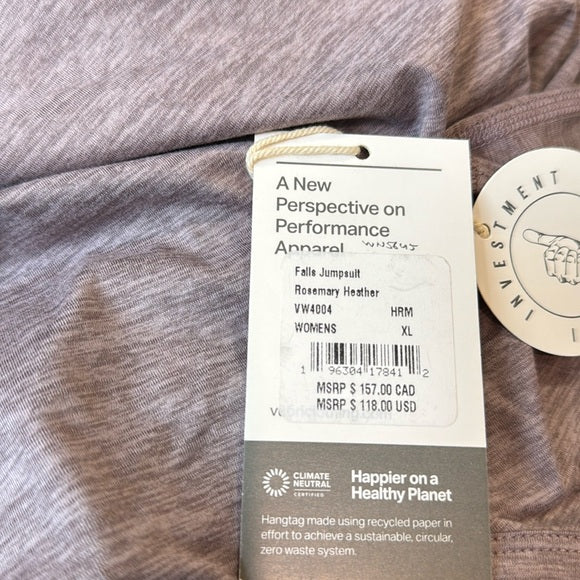 A New
Perspective on
Performance
Apparel
Falls Jumpsuit
Rosemary Heather
VW4004 HRM
WOMENS XL
1 96304 17841 2
MSRP $ 157.00 CAD
MSRP $ 118.00 USD
CLIMATE
NEUTRAL
CERTIFIED
Happier on a
Healthy Planet
Hangtag made using recycled paper in
effort to achieve a sustainable, circular,
zero waste system.
INVESTMENT